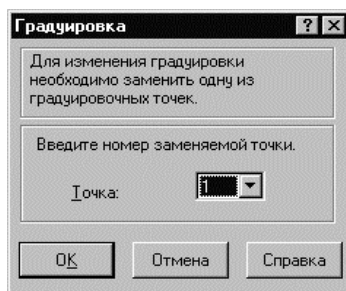 Градуировка
Для изменения градуировки
необходимо заменить одну из
градуировочных точек.
Введите номер заменяемой точки.
Точка: 1
OK Отмена Справка